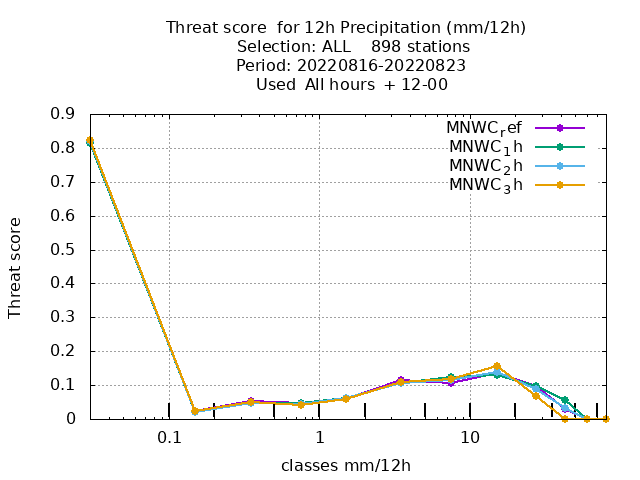 Threat score  for 12h Precipitation (mm/12h)
Selection: ALL    898 stations
Period: 20220816-20220823
Used  All hours  + 12-00
0.9
0.8
0.7
0.6
0.5
0.4
0.3
0.2
0.1
0
Threat score
MNWC_ref
MNWC_1h
MNWC_2h
MNWC_3h
0.1
1
10
classes mm/12h